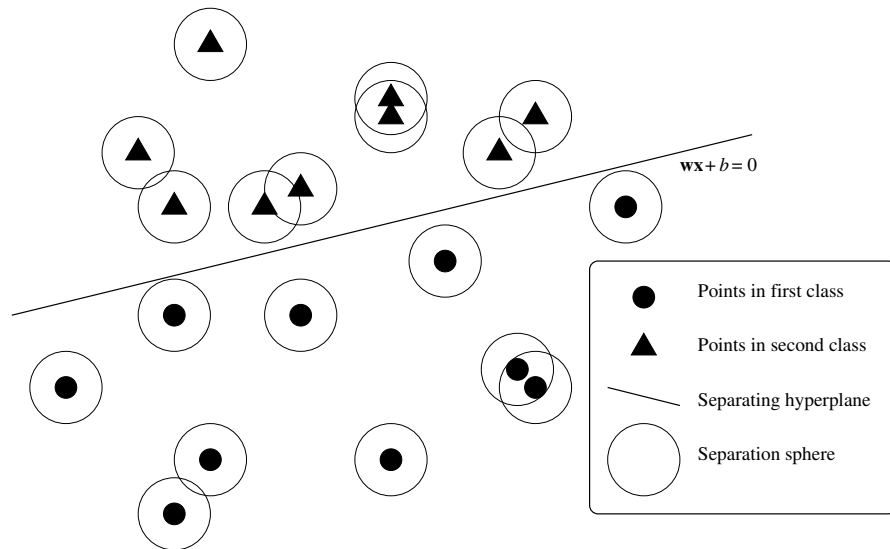 wx + b = 0
Points in first class
Points in second class
Separating hyperplane
Separation sphere